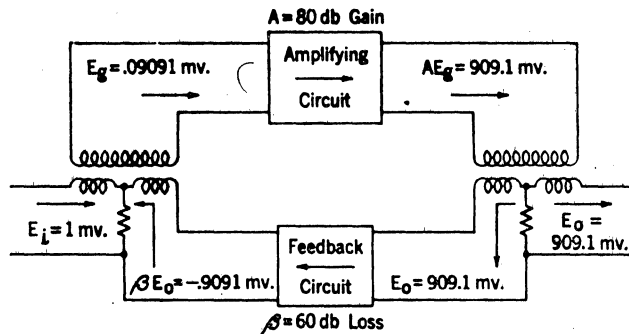 A = 80 db Gain
Eg = .09091 mv.
Amplifying
Circuit
AEg = 909.1 mv.
Ei = 1 mv.
βEo = -.9091 mv.
Feedback
Circuit
Eo = 909.1 mv.
Eo =
909.1 mv.
β = 60 db Loss